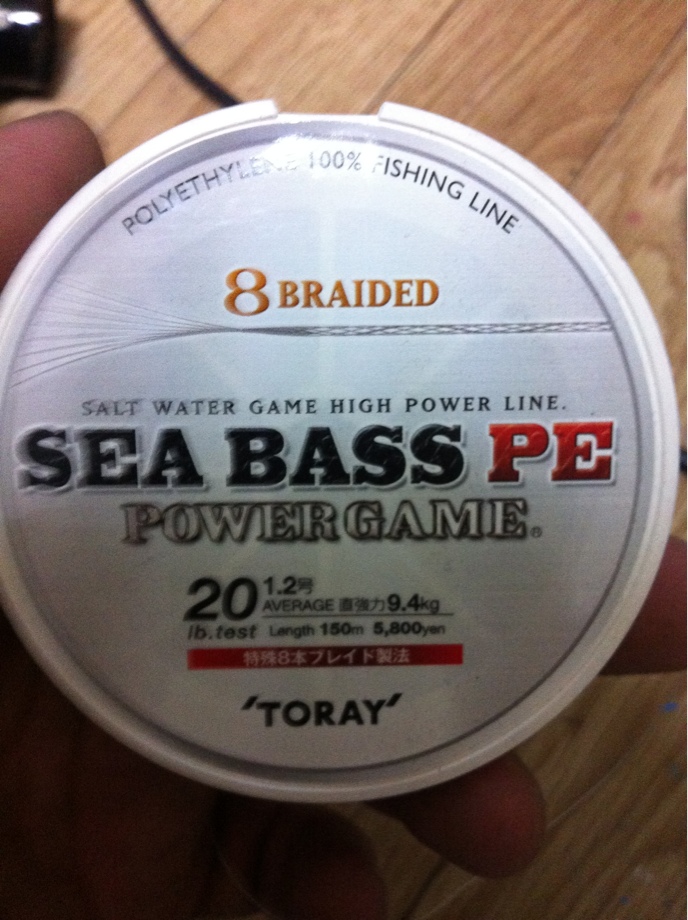 POLYETHYLENE 100% FISHING LINE
8 BRAIDED
SALT WATER GAME HIGH POWER LINE.
SEA BASS PE
POWER GAME®
20 lb.test
1.2号
AVERAGE 直強力9.4kg
Length 150m 5,800yen
特殊8本ブレイド製法
'TORAY'